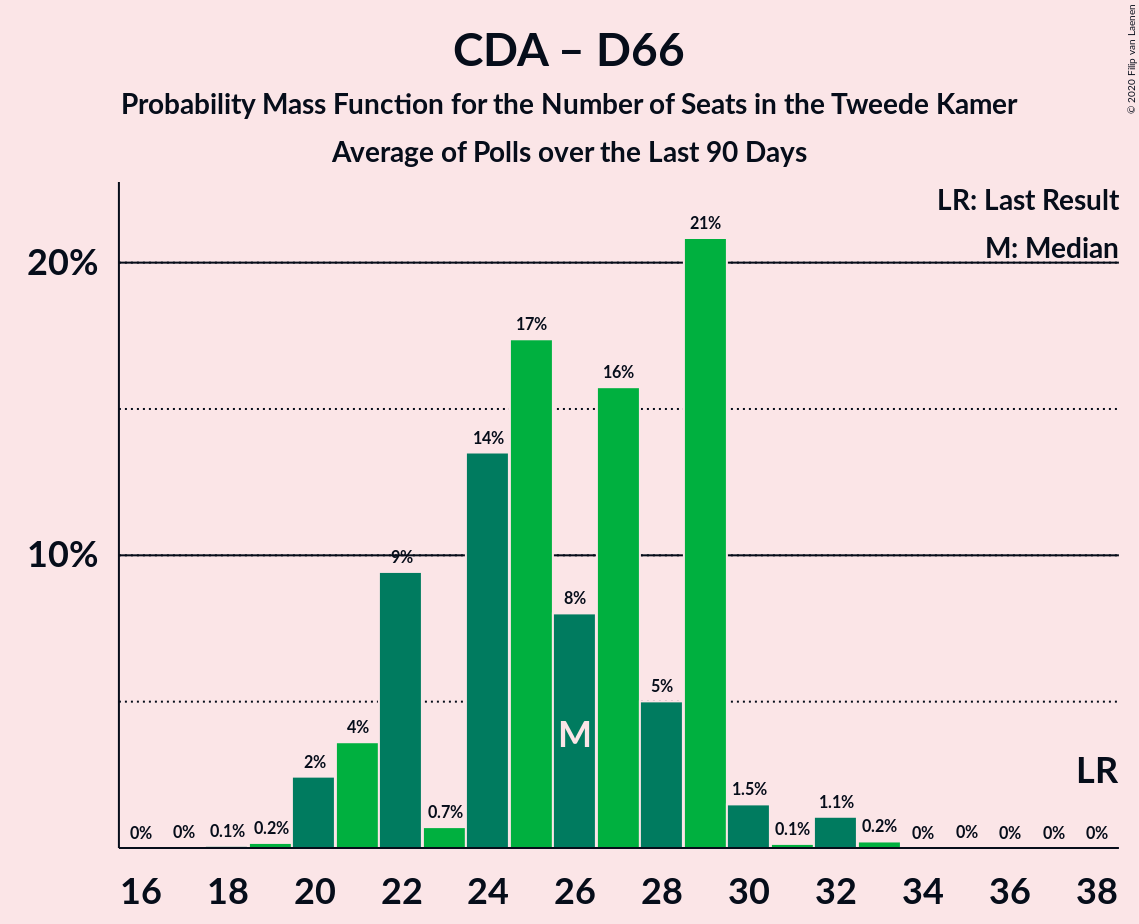 CDA – D66
Probability Mass Function for the Number of Seats in the Tweede Kamer
Average of Polls over the Last 90 Days
© 2020 Filip van Laenen
LR: Last Result
M: Median
20%
10%
0% 0% 0.1% 0.2% 2% 4% 9% 0.7% 14% 17% 8% 16% 5% 21% 1.5% 0.1% 1.1% 0.2% 0% 0% 0% 0% 0%
M
LR
16 18 20 22 24 26 28 30 32 34 36 38